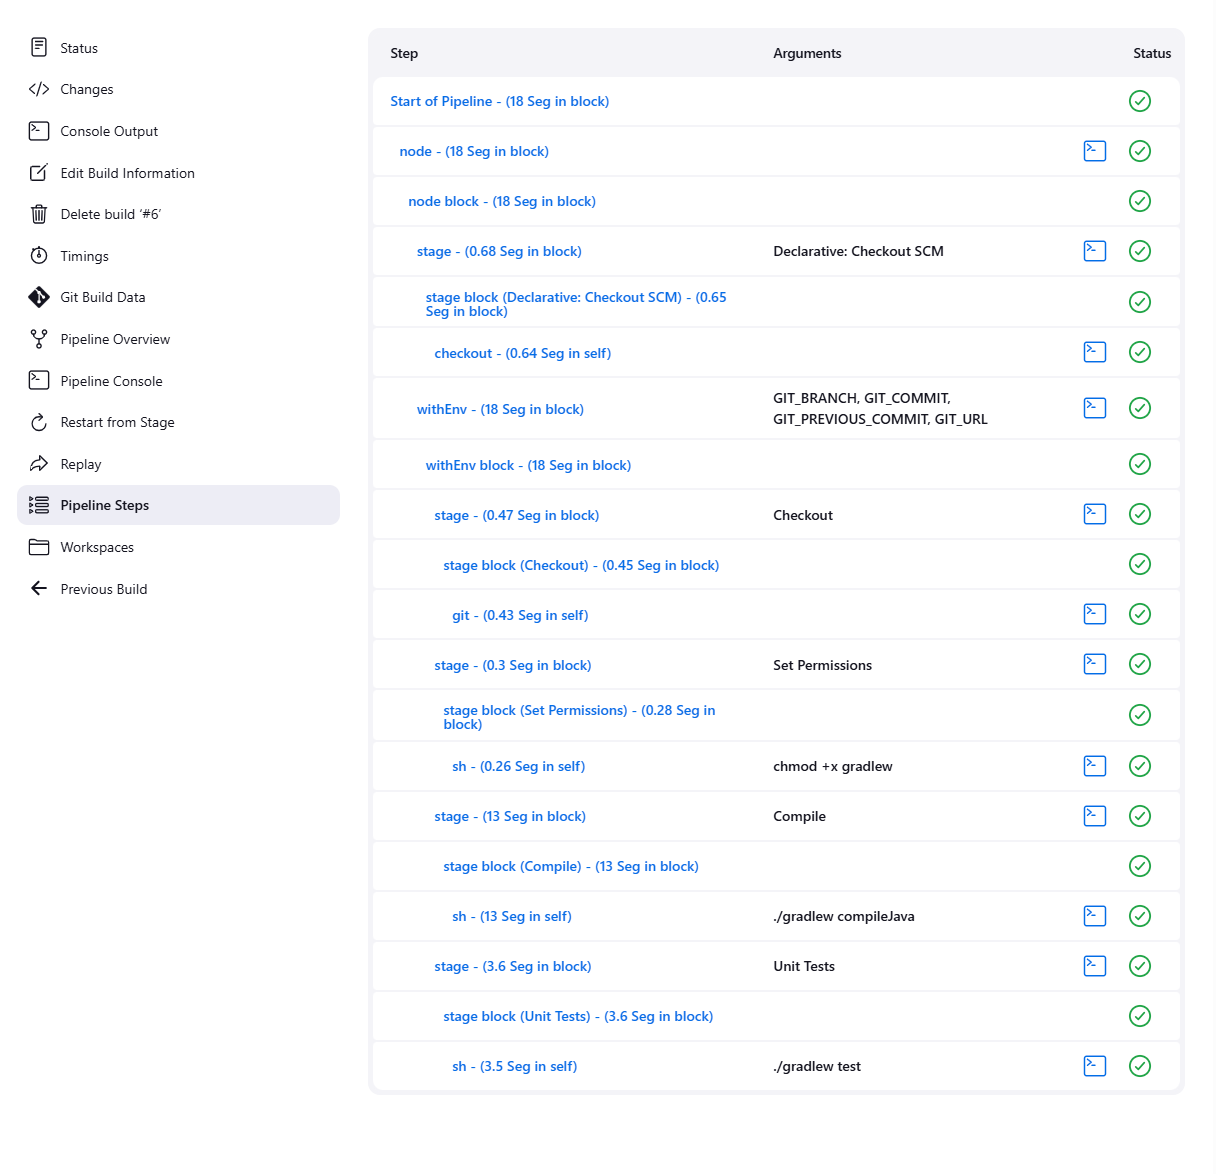 Status
Changes
Console Output
Edit Build Information
Delete build ‘#6’
Timings
Git Build Data
Pipeline Overview
Pipeline Console
Restart from Stage
Replay
Pipeline Steps
Workspaces
Previous Build
Step Arguments Status
Start of Pipeline - (18 Seg in block)
node - (18 Seg in block)
node block - (18 Seg in block)
stage - (0.68 Seg in block) Declarative: Checkout SCM
stage block (Declarative: Checkout SCM) - (0.65
Seg in block)
checkout - (0.64 Seg in self)
withEnv - (18 Seg in block) GIT_BRANCH, GIT_COMMIT,
GIT_PREVIOUS_COMMIT, GIT_URL
withEnv block - (18 Seg in block)
stage - (0.47 Seg in block) Checkout
stage block (Checkout) - (0.45 Seg in block)
git - (0.43 Seg in self)
stage - (0.3 Seg in block) Set Permissions
stage block (Set Permissions) - (0.28 Seg in
block)
sh - (0.26 Seg in self) chmod +x gradlew
stage - (13 Seg in block) Compile
stage block (Compile) - (13 Seg in block)
sh - (13 Seg in self) ./gradlew compileJava
stage - (3.6 Seg in block) Unit Tests
stage block (Unit Tests) - (3.6 Seg in block)
sh - (3.5 Seg in self) ./gradlew test